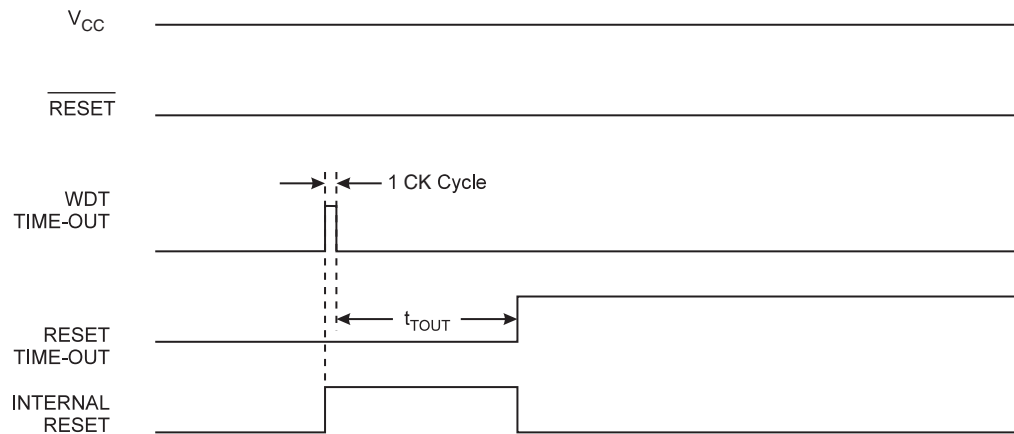 VCC
RESET
1 CK Cycle
WDT
TIME-OUT
tTOUT
RESET
TIME-OUT
INTERNAL
RESET